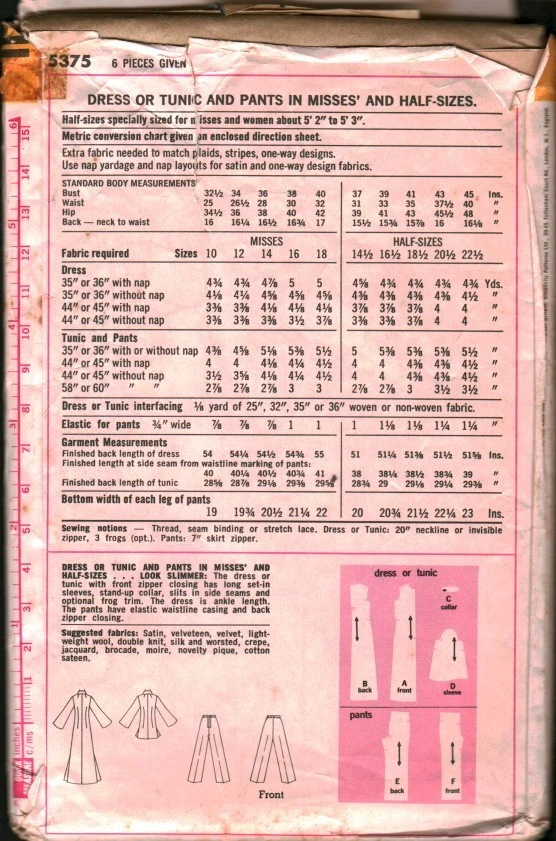 5375 6 PIECES GIVEN
DRESS OR TUNIC AND PANTS IN MISSES' AND HALF-SIZES.
Half-sizes specially sized for misses and women about 5' 2" to 5' 3".
Metric conversion chart given on enclosed direction sheet.
Extra fabric needed to match plaids, stripes, one-way designs.
Use nap yardage and nap layouts for satin and one-way design fabrics.
STANDARD BODY MEASUREMENTS
Bust 32½ 34 36 38 40 37 39 41 43 45 Ins.
Waist 25 26½ 28 30 32 31 33 35 37½ 40 "
Hip 34½ 36 38 40 42 39 41 43 45½ 48 "
Back — neck to waist 16 16¼ 16½ 16¾ 17 15½ 15¾ 15⅞ 16 16⅛ "
MISSES HALF-SIZES
Fabric required Sizes 10 12 14 16 18 14½ 16½ 18½ 20½ 22½
Dress
35" or 36" with nap 4¾ 4¾ 4⅞ 5 5 4⅝ 4¾ 4¾ 4¾ 4¾ Yds.
35" or 36" without nap 4⅛ 4¼ 4⅝ 4⅝ 4⅝ 4⅜ 4⅜ 4⅜ 4⅜ 4½ "
44" or 45" with nap 3⅜ 3⅜ 4⅛ 4⅛ 4⅛ 3⅞ 3⅞ 3⅞ 4 4 "
44" or 45" without nap 3⅜ 3⅜ 3⅜ 3½ 3⅞ 3⅜ 3⅜ 3⅞ 4 4 "
Tunic and Pants
35" or 36" with or without nap 4⅜ 4⅝ 5⅛ 5⅜ 5½ 5 5⅜ 5⅜ 5⅜ 5½ "
44" or 45" with nap 4 4 4⅛ 4¼ 4½ 4 4 4⅜ 4⅜ 4½ "
44" or 45" without nap 3½ 3⅝ 4⅛ 4¼ 4½ 4 4 4⅜ 4⅜ 4½ "
58" or 60" " " 2⅞ 2⅞ 2⅞ 3 3 2⅞ 2⅞ 3 3½ 3½ "
Dress or Tunic interfacing ⅛ yard of 25", 32", 35" or 36" woven or non-woven fabric.
Elastic for pants ¾" wide ⅞ ⅞ ⅞ 1 1 1 1⅛ 1⅛ 1¼ 1¼ "
Garment Measurements
Finished back length of dress 54 54¼ 54½ 54¾ 55 51 51¼ 51⅜ 51½ 51⅝ Ins.
Finished length at side seam from waistline marking of pants:
40 40¼ 40½ 40¾ 41 38 38¼ 38½ 38¾ 39 "
Finished back length of tunic 28⅝ 28⅞ 29⅛ 29⅜ 29⅝ 28¾ 29 29⅛ 29¼ 29⅜ "
Bottom width of each leg of pants
19 19¾ 20½ 21¼ 22 20 20¾ 21½ 22¼ 23 Ins.
Sewing notions — Thread, seam binding or stretch lace. Dress or Tunic: 20" neckline or invisible
zipper, 3 frogs (opt.). Pants: 7" skirt zipper.
DRESS OR TUNIC AND PANTS IN MISSES' AND
HALF-SIZES . . . LOOK SLIMMER: The dress or
tunic with front zipper closing has long set-in
sleeves, stand-up collar, slits in side seams and
optional frog trim. The dress is ankle length.
The pants have elastic waistline casing and back
zipper closing.
Suggested fabrics: Satin, velveteen, velvet, light-
weight wool, double knit, silk and worsted, crepe,
jacquard, brocade, moire, novelty pique, cotton
sateen.
Front
dress or tunic
C
collar
B
back
A
front
D
sleeve
pants
E
back
F
front
15
14
13
12
11
10
9
8
7
6
5
4
3
2
1